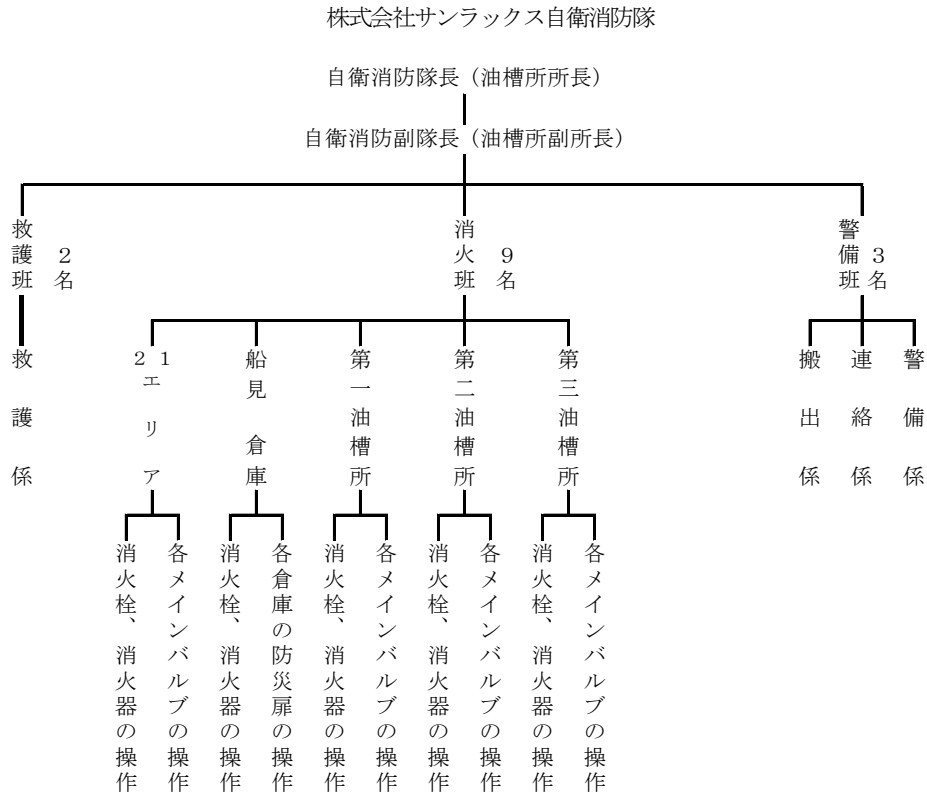 株式会社サンラックス自衛消防隊
自衛消防隊長（油槽所所長）
自衛消防副隊長（油槽所副所長）
救護班
２名
消火班
９名
警備班
３名
救護係
２１エリア
船見倉庫
第一油槽所
第二油槽所
第三油槽所
搬出係
連絡係
警備係
消火栓、消火器の操作
各メインバルブの操作
消火栓、消火器の操作
各倉庫の防災扉の操作
消火栓、消火器の操作
各メインバルブの操作
消火栓、消火器の操作
各メインバルブの操作
消火栓、消火器の操作
各メインバルブの操作